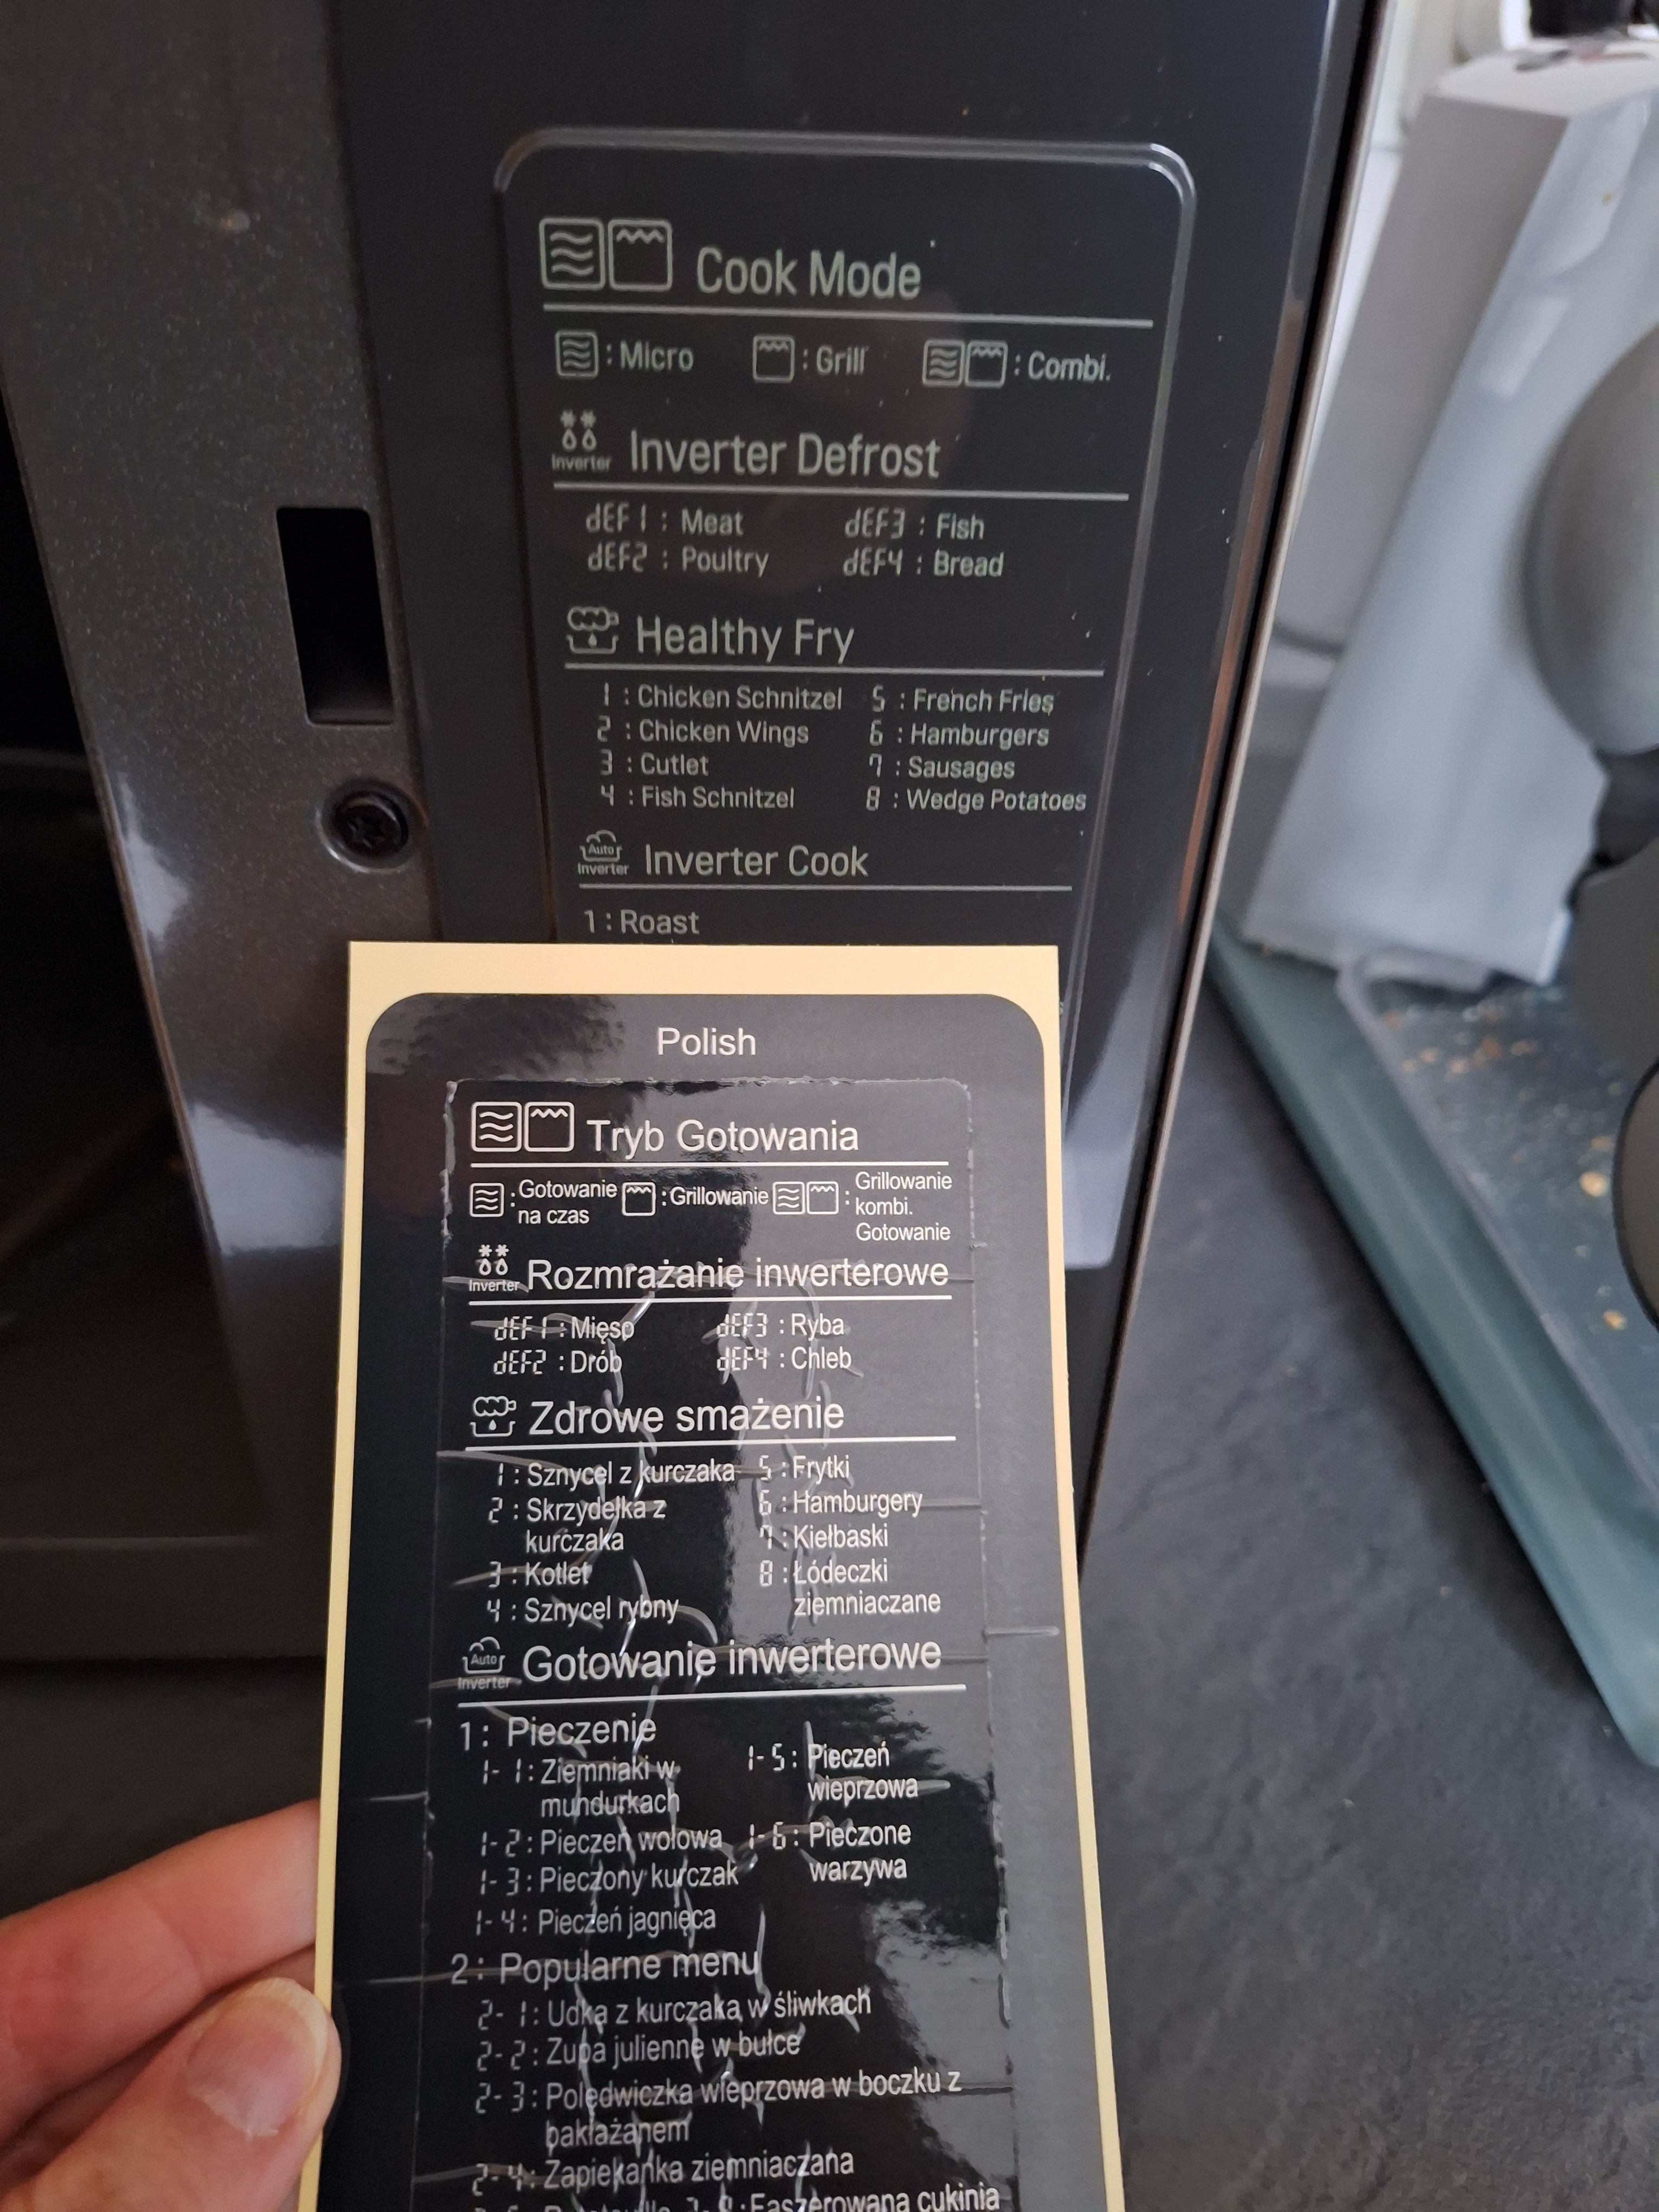 Cook Mode
: Micro : Grill : Combi.
Inverter Inverter Defrost
dEF1 : Meat dEF3 : Fish
dEF2 : Poultry dEF4 : Bread
Healthy Fry
1 : Chicken Schnitzel 5 : French Fries
2 : Chicken Wings 6 : Hamburgers
3 : Cutlet 7 : Sausages
4 : Fish Schnitzel 8 : Wedge Potatoes
Auto
Inverter Inverter Cook
1 : Roast
Polish
Tryb Gotowania
: Gotowanie na czas : Grillowanie : Grillowanie kombi. Gotowanie
Inverter Rozmrażanie inwerterowe
dEF1 : Mięso dEF3 : Ryba
dEF2 : Drób dEF4 : Chleb
Zdrowe smażenie
1 : Sznycel z kurczaka 5 : Frytki
2 : Skrzydełka z 6 : Hamburgery
kurczaka 7 : Kiełbaski
3 : Kotlet 8 : Łódeczki
4 : Sznycel rybny ziemniaczane
Auto
Inverter Gotowanie inwerterowe
1: Pieczenie
1-1: Ziemniaki w 1-5: Pieczeń
mundurkach wieprzowa
1-2: Pieczeń wołowa 1-6: Pieczone
1-3: Pieczony kurczak warzywa
1-4: Pieczeń jagnięca
2: Popularne menu
2-1: Udka z kurczaka w śliwkach
2-2: Zupa julienne w bułce
2-3: Polędwiczka wieprzowa w boczku z
bakłażanem
2-4: Zapiekanka ziemniaczana
Faszerowana cukinia